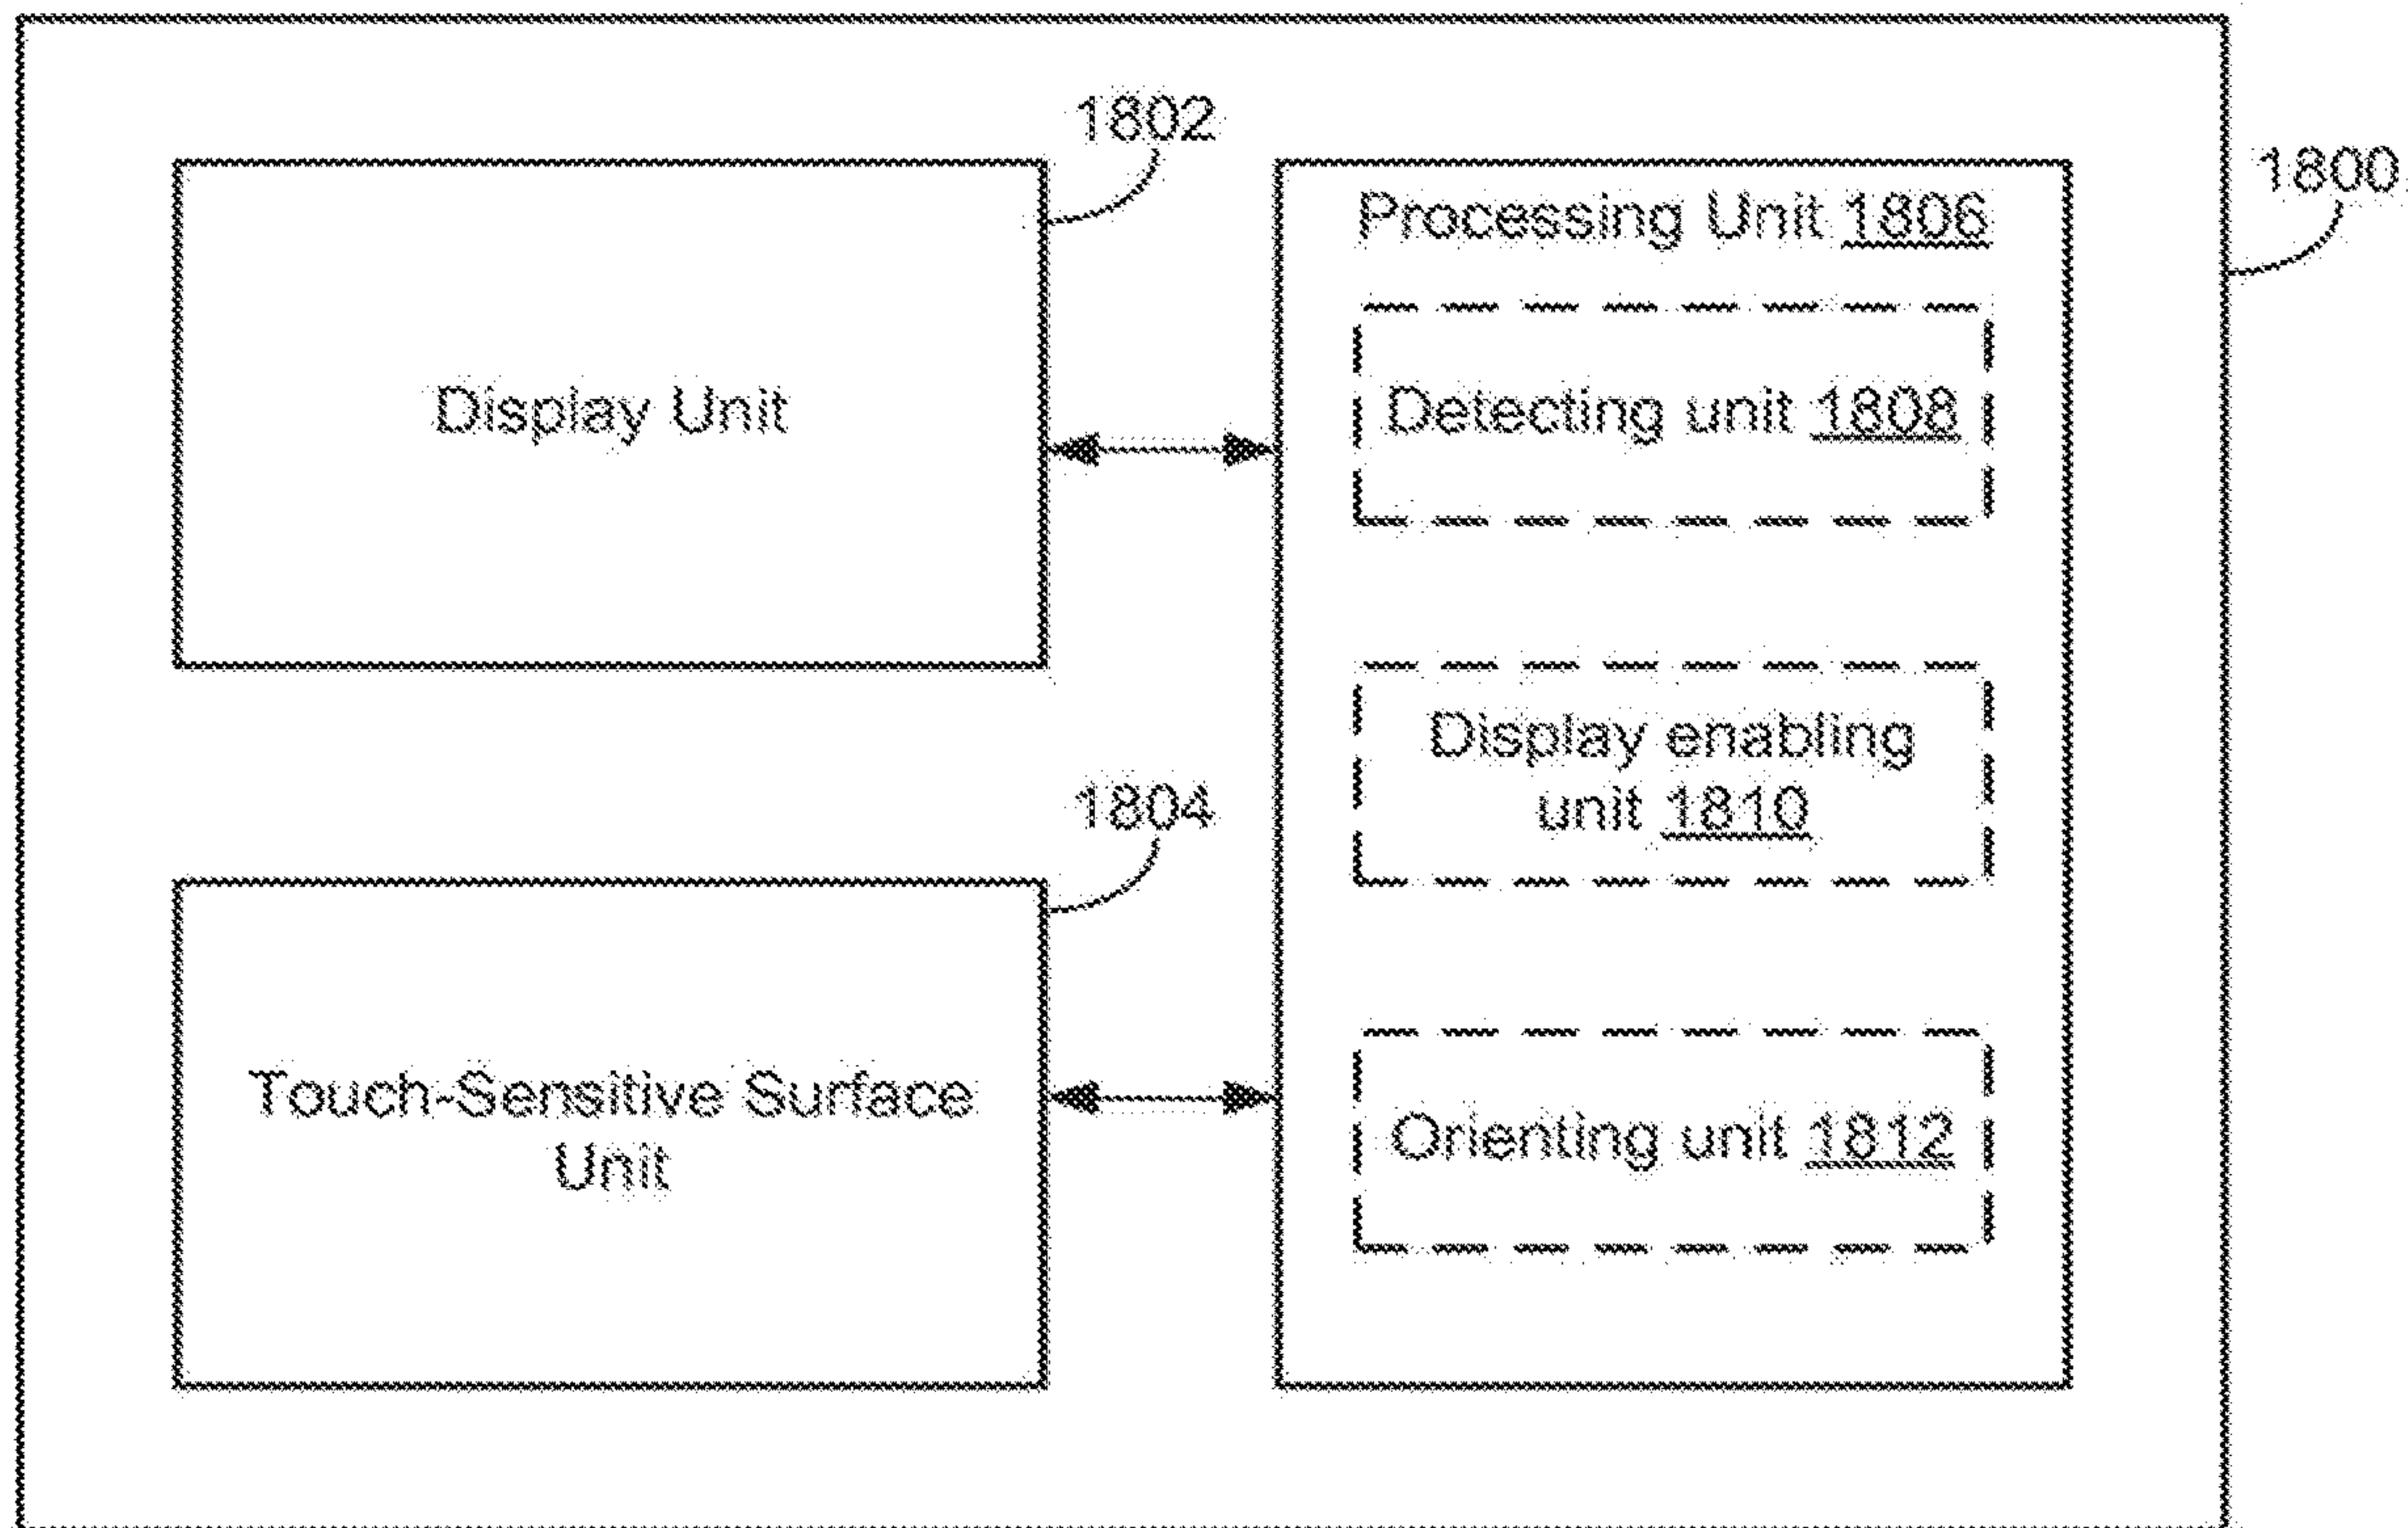 1802
1800
Processing Unit 1806
Display Unit
Detecting unit 1808
Display enabling
unit 1810
1804
Touch-Sensitive Surface
Unit
Orienting unit 1812